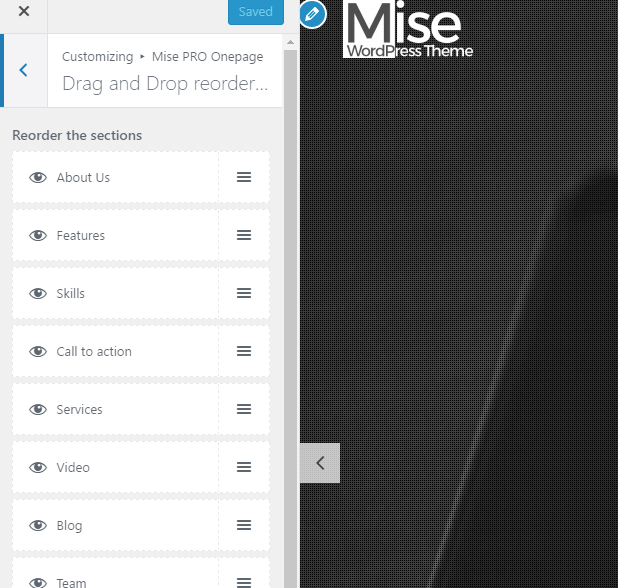 Saved
Customizing ▸ Mise PRO Onepage
Drag and Drop reorder...
Reorder the sections
About Us
Features
Skills
Call to action
Services
Video
Blog
Team
Mise
WordPress Theme